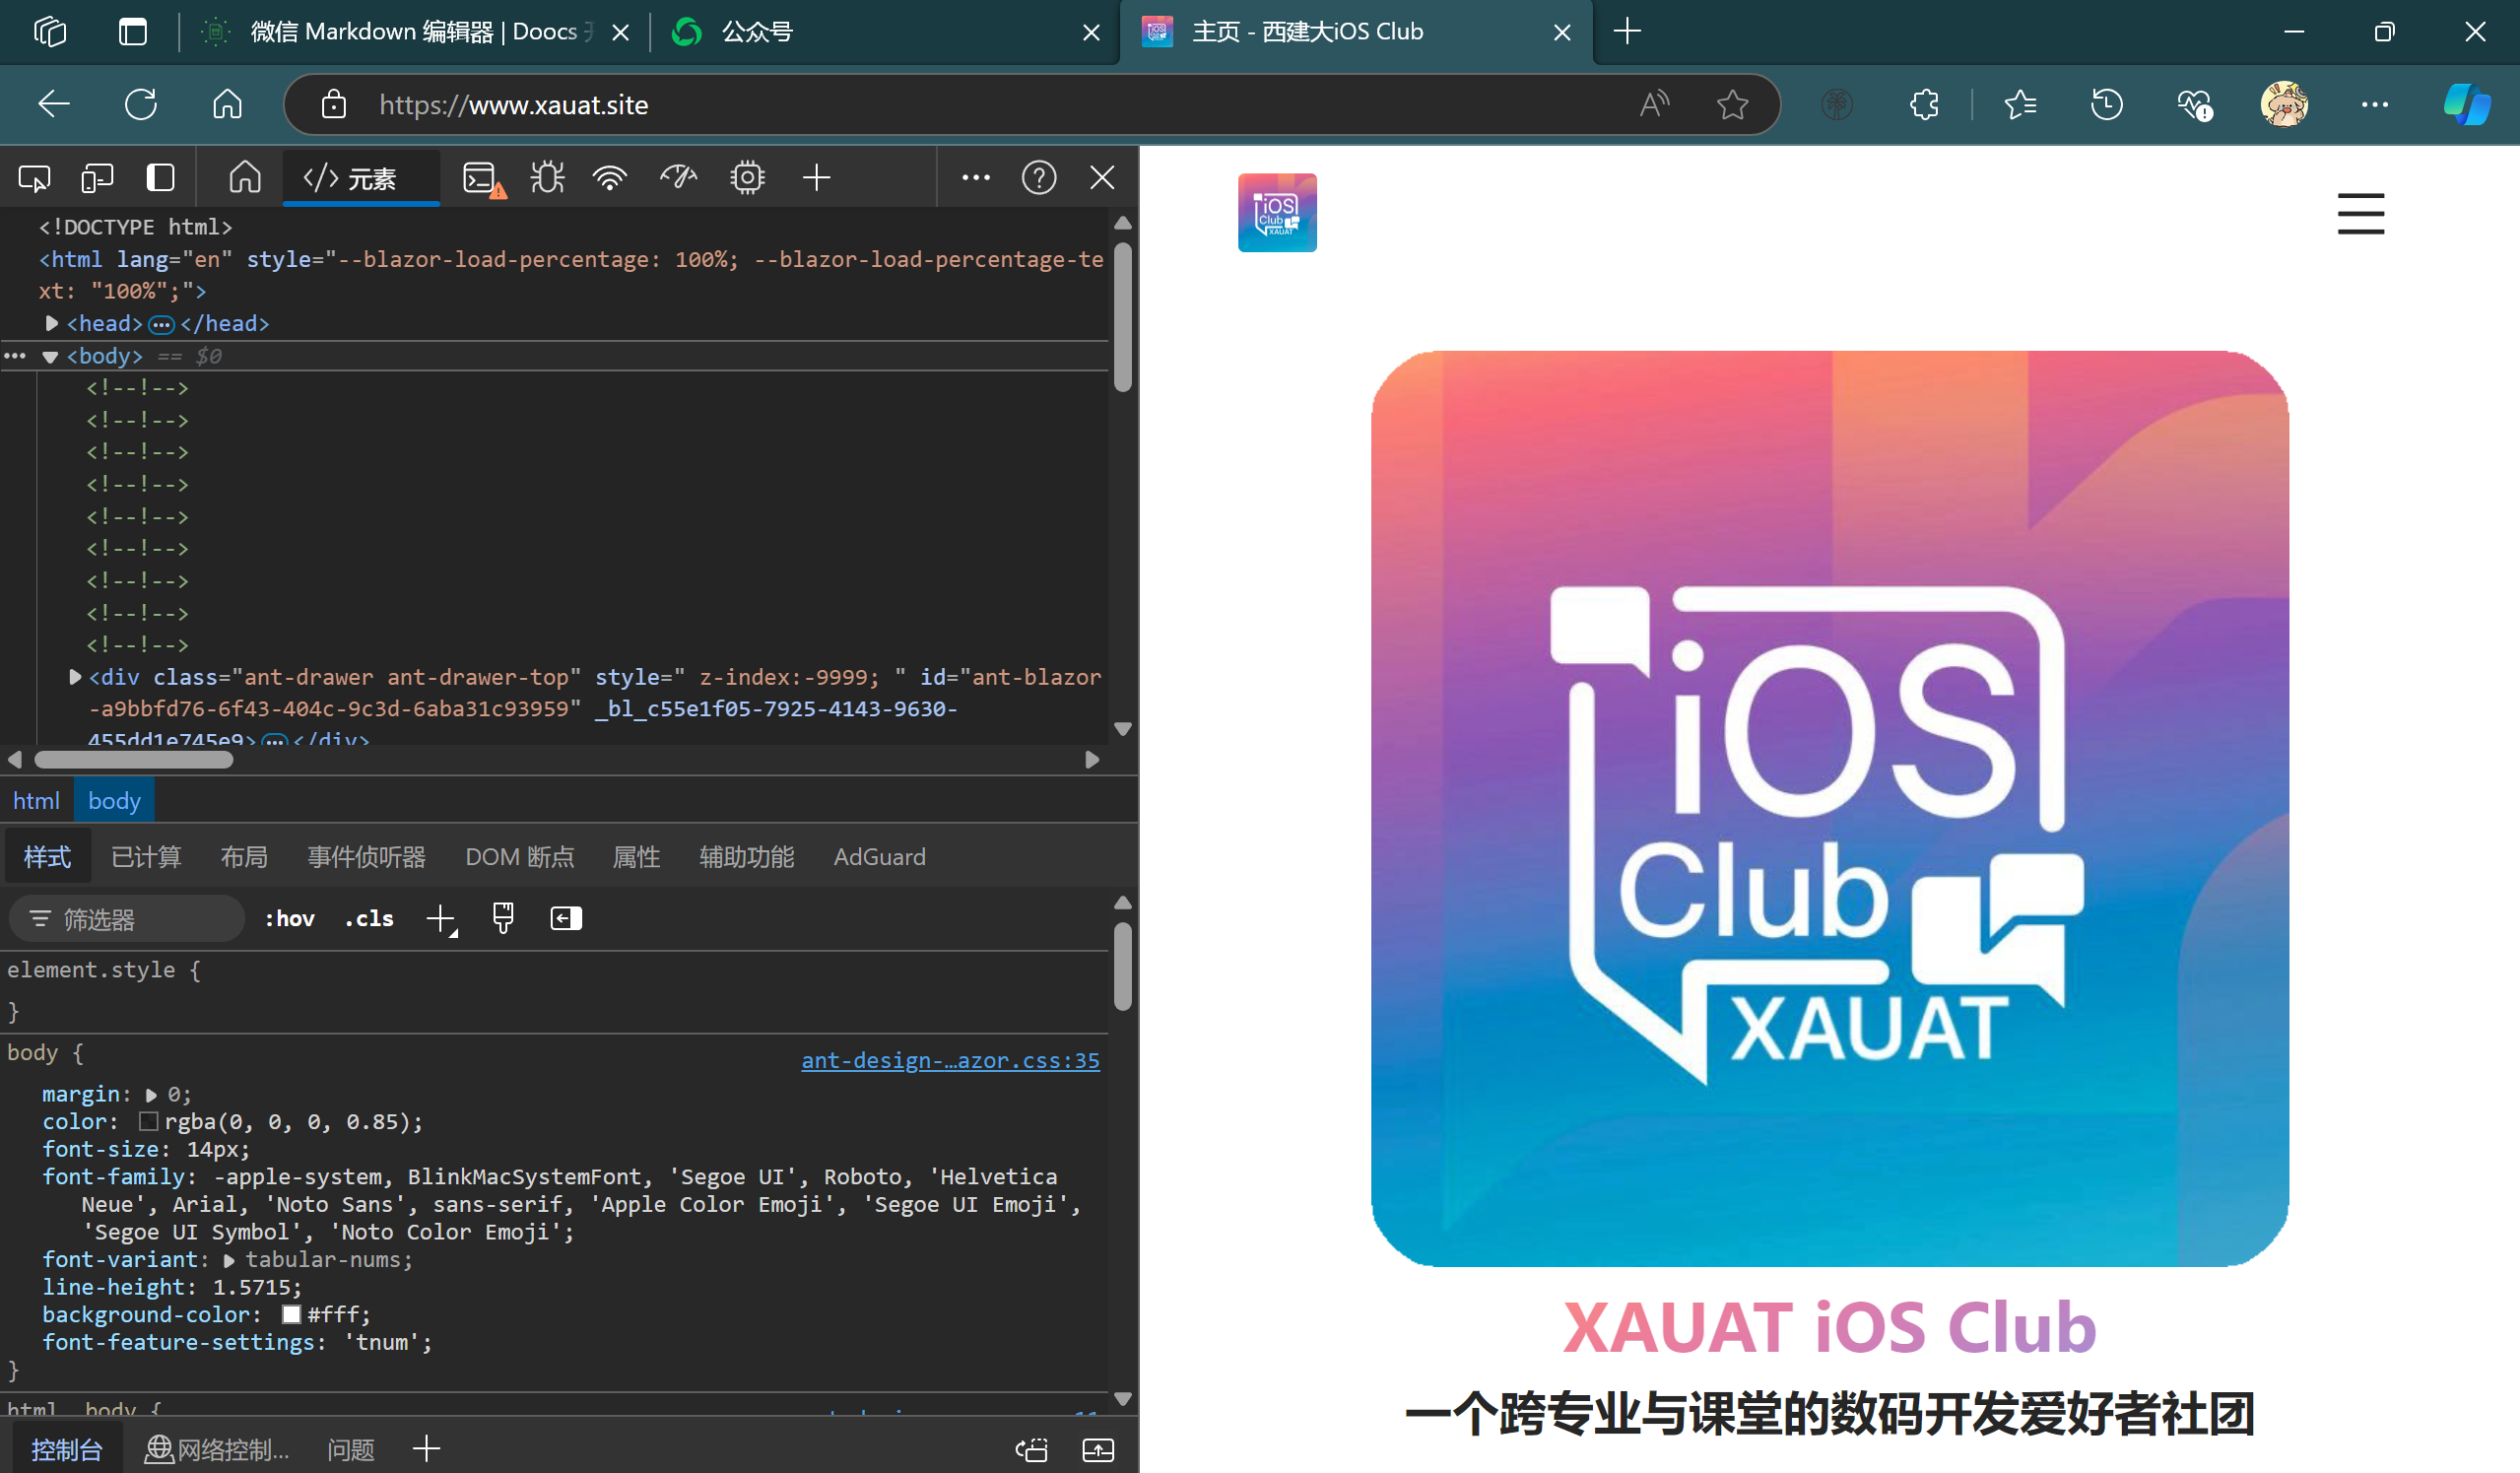 微信 Markdown 编辑器 | Doocs
公众号
主页 - 西建大iOS Club
https://www.xauat.site
元素
<!DOCTYPE html>
<html lang="en" style="--blazor-load-percentage: 100%; --blazor-load-percentage-te
xt: "100%";">
<head>…</head>
<body> == $0
<!--!-->
<!--!-->
<!--!-->
<!--!-->
<!--!-->
<!--!-->
<!--!-->
<!--!-->
<!--!-->
<div class="ant-drawer ant-drawer-top" style=" z-index:-9999; " id="ant-blazor
-a9bbfd76-6f43-404c-9c3d-6aba31c93959" _bl_c55e1f05-7925-4143-9630-
455dd1e745e9>…</div>
html body
样式 已计算 布局 事件侦听器 DOM 断点 属性 辅助功能 AdGuard
筛选器 :hov .cls
element.style {
}
body {
ant-design-…azor.css:35
margin: 0;
color: rgba(0, 0, 0, 0.85);
font-size: 14px;
font-family: -apple-system, BlinkMacSystemFont, 'Segoe UI', Roboto, 'Helvetica
Neue', Arial, 'Noto Sans', sans-serif, 'Apple Color Emoji', 'Segoe UI Emoji',
'Segoe UI Symbol', 'Noto Color Emoji';
font-variant: tabular-nums;
line-height: 1.5715;
background-color: #fff;
font-feature-settings: 'tnum';
}
html, body {
控制台 网络控制... 问题
iOS
Club
XAUAT
iOS
Club
XAUAT
XAUAT iOS Club
一个跨专业与课堂的数码开发爱好者社团